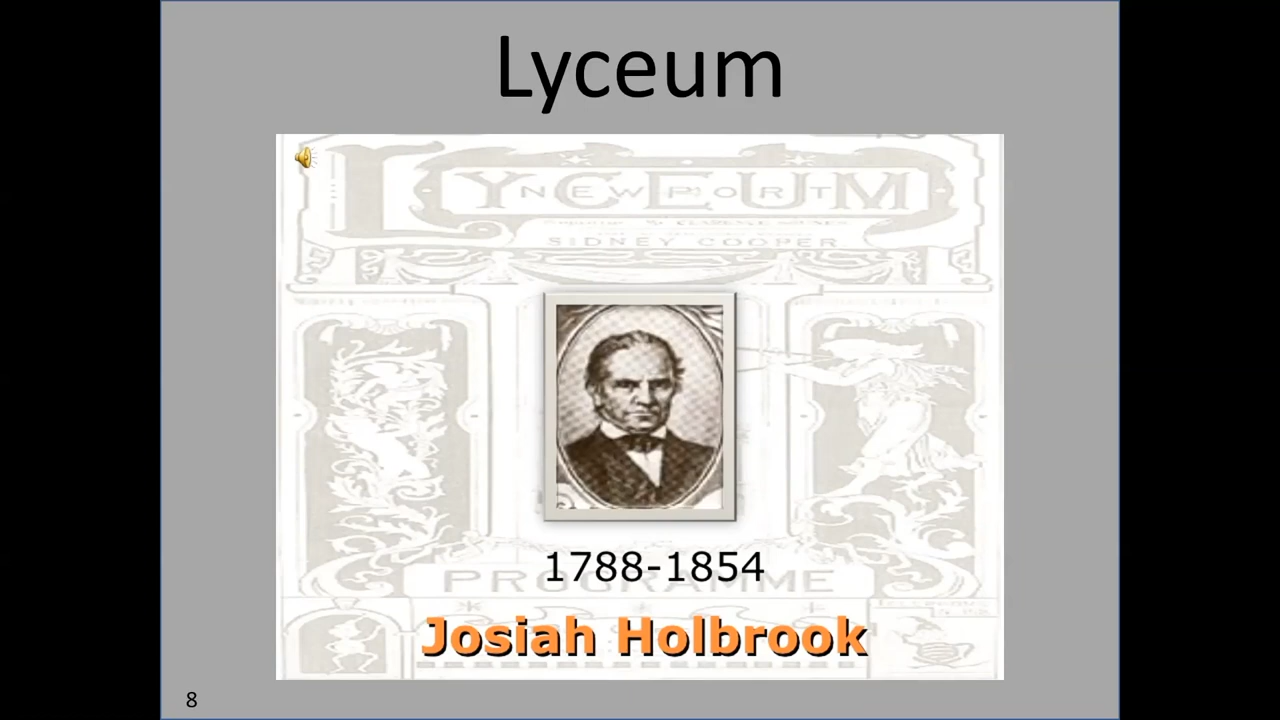 Lyceum
LYCEUM
NEWPORT
SIDNEY COOPER
1788-1854
PROGRAMME
Josiah Holbrook
8